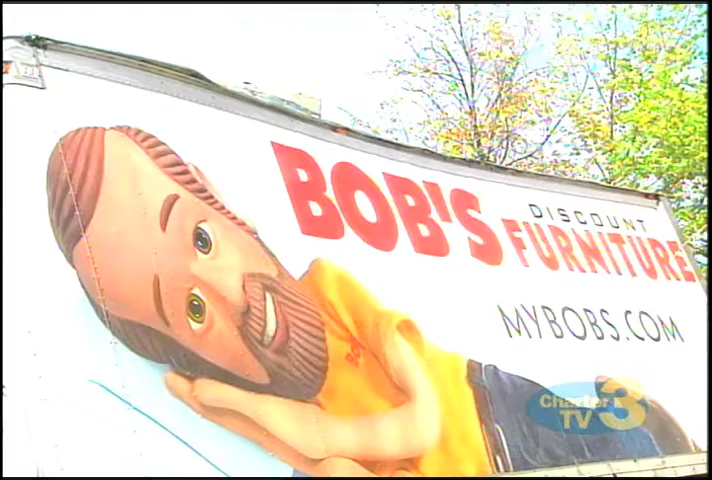 BOB'S
DISCOUNT
FURNITURE
MYBOBS.COM
Charter
TV 3